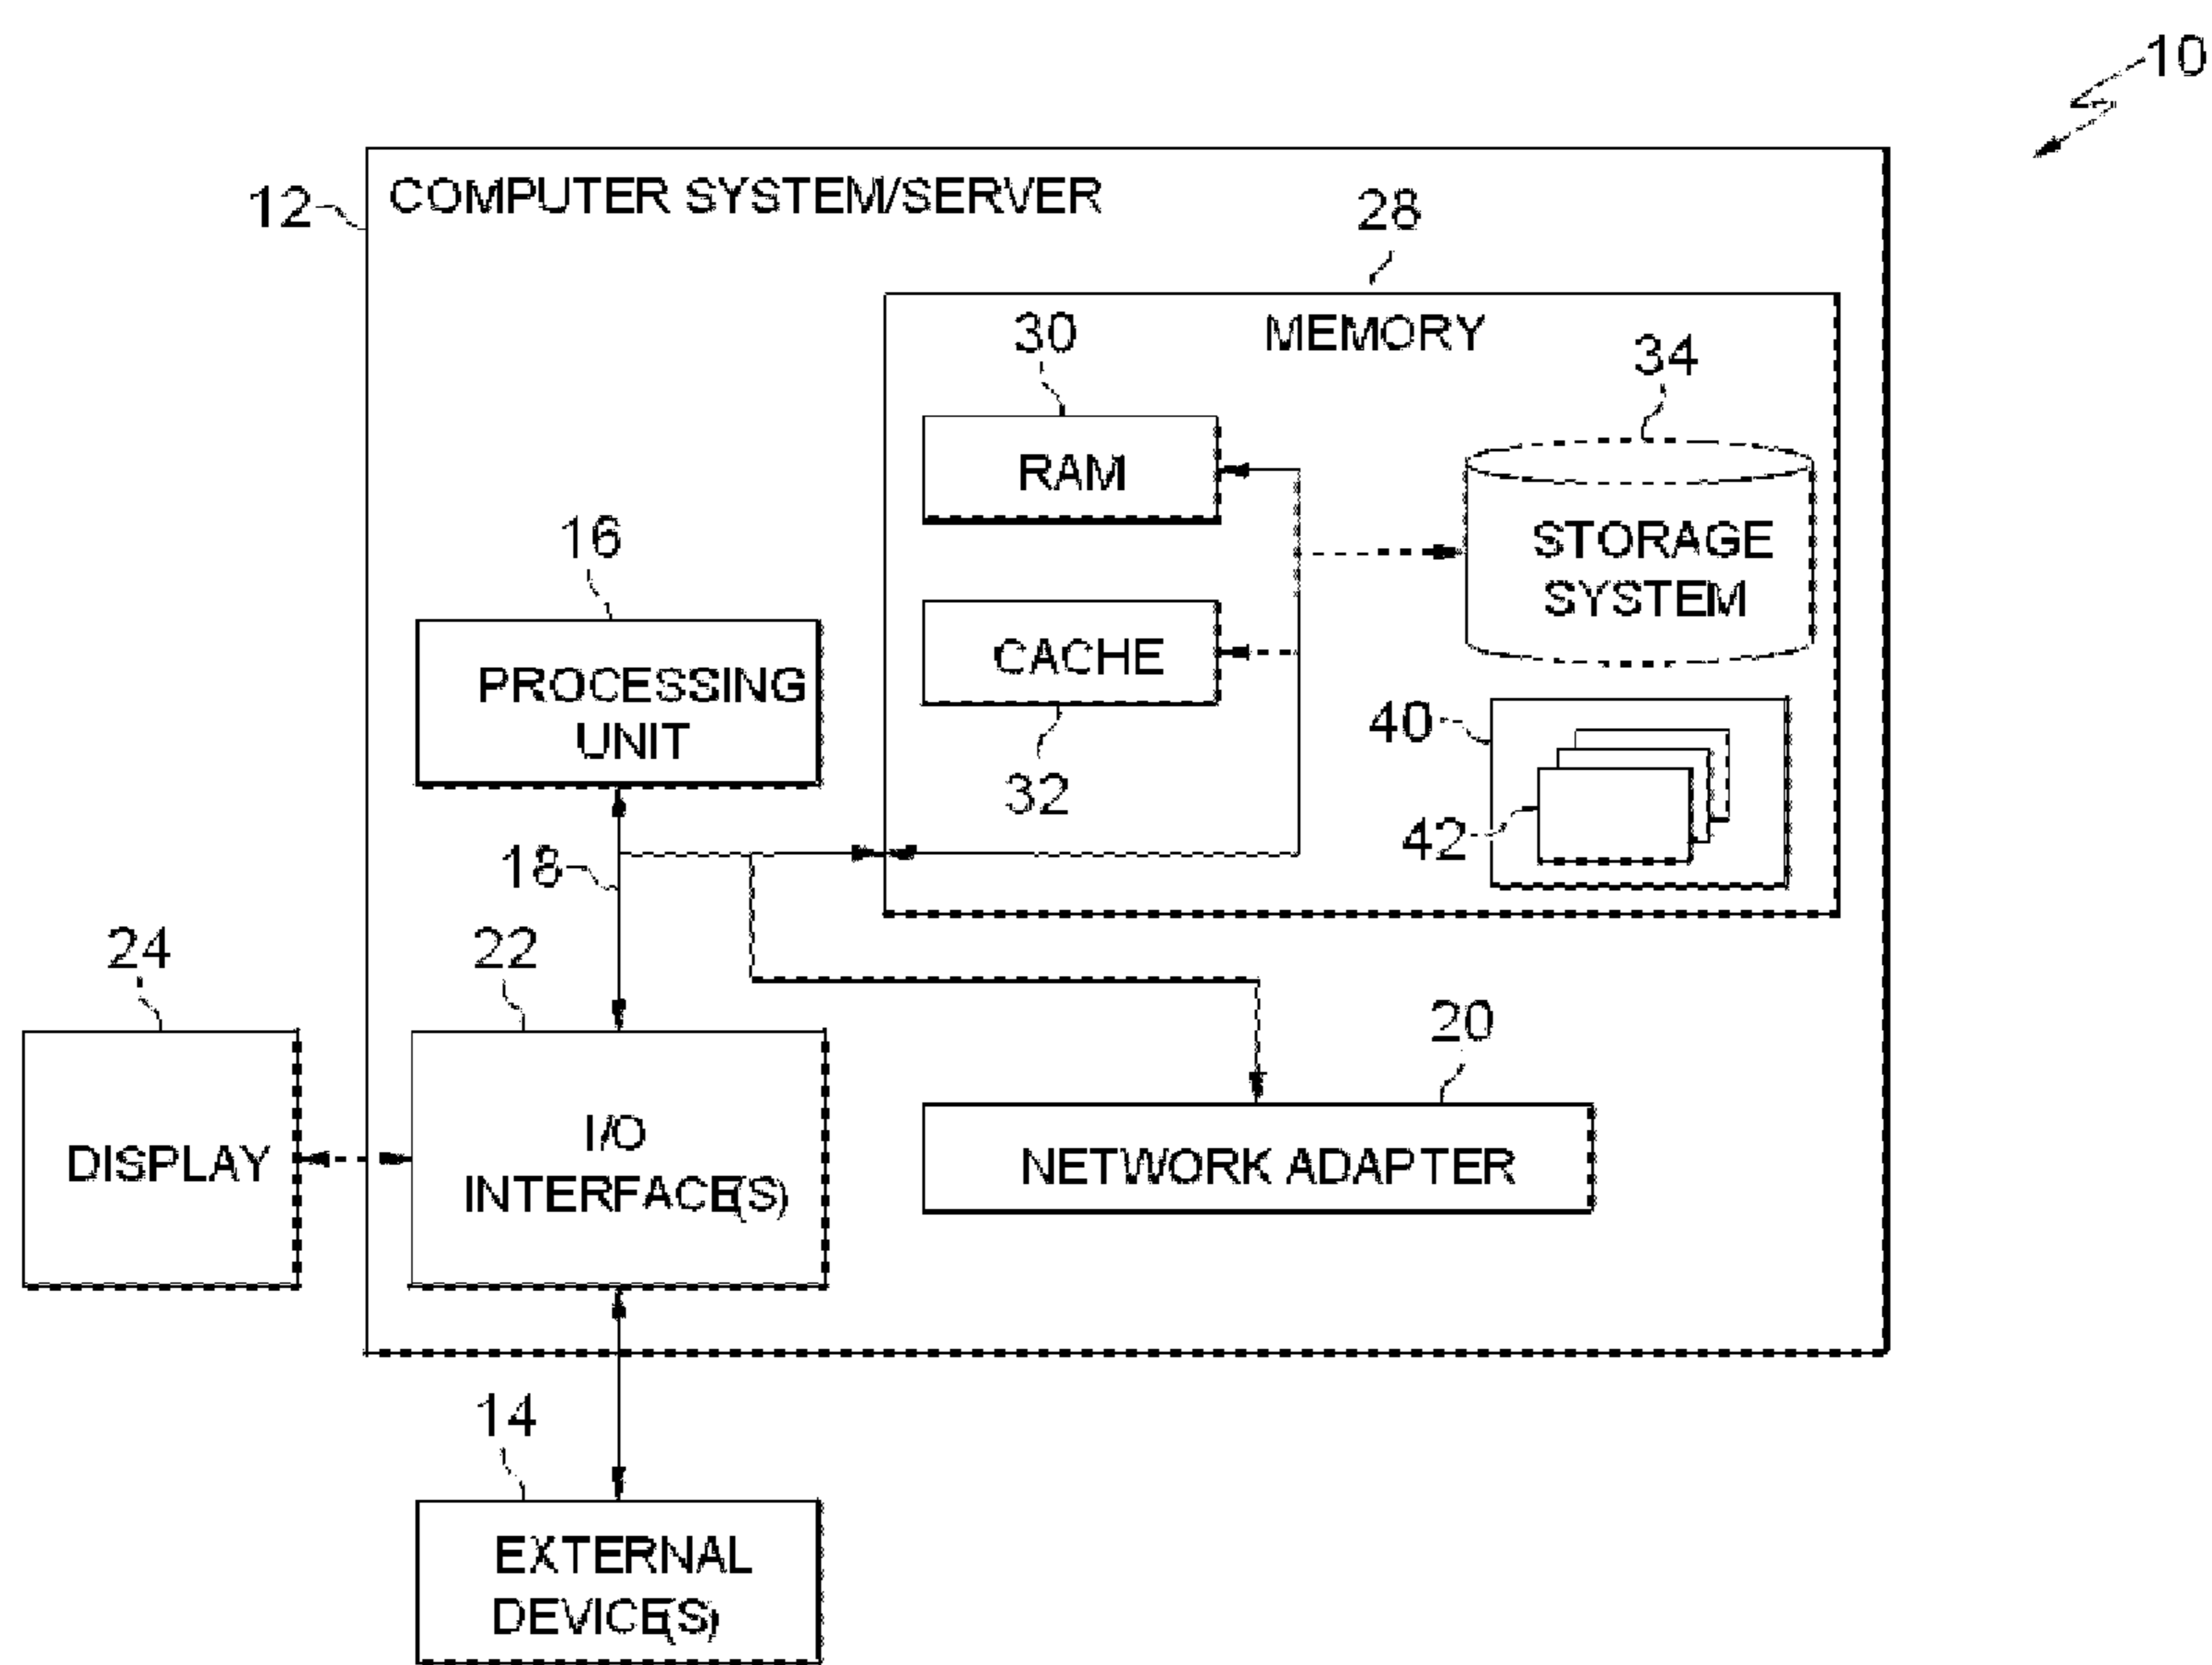 10
12
COMPUTER SYSTEM/SERVER
28
MEMORY
30
RAM
34
STORAGE
SYSTEM
16
PROCESSING
UNIT
CACHE
32
40
42
18
24
22
20
DISPLAY
I/O
INTERFACE(S)
NETWORK ADAPTER
14
EXTERNAL
DEVICE(S)